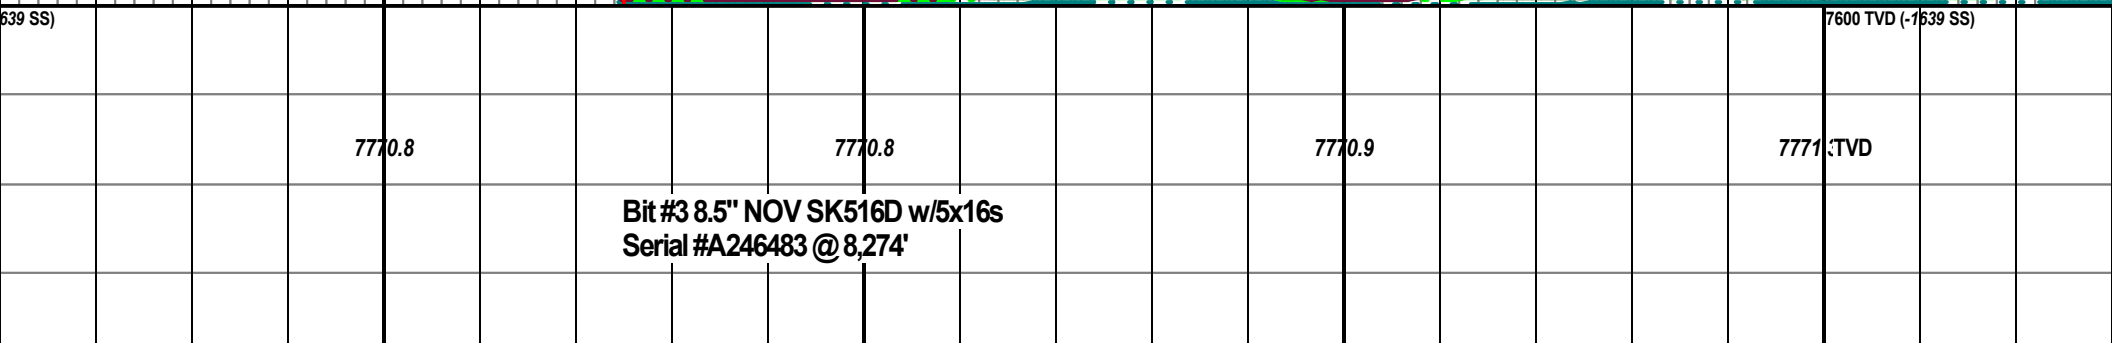 639 SS)
7600 TVD (-1639 SS)
7770.8
7770.8
7770.9
7771.3 TVD
Bit #3 8.5" NOV SK516D w/5x16s
Serial #A246483 @ 8,274'